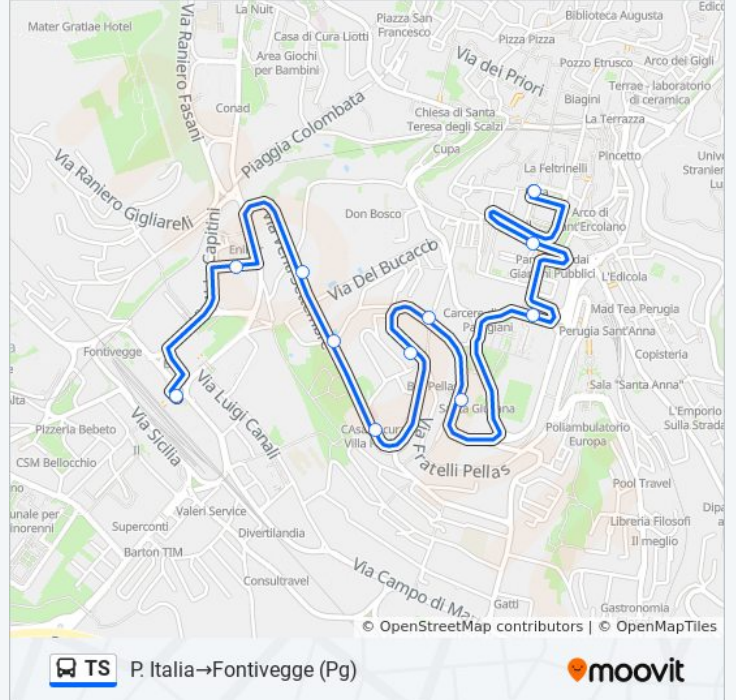 La Nuit
Mater Gratiae Hotel
Via Raniero Fasani
Casa di Cura Liotti
Piazza San
Francesco
Biblioteca Augusta
Pizza Pizza
Area Giochi
per Bambini
Via dei Priori
Pozzo Etrusco
Arco dei Gigli
Terrae - laboratorio
di ceramica
Biagini
Conad
Piaggia Colombata
Chiesa di Santa
Teresa degli Scalzi
La Terrazza
Cupa
Pincetto
Via Raniero Gigliarelli
La Feltrinelli
Don Bosco
Arco di
Sant'Ercolano
Via Del Bucaccio
Giardini Pubblici
L'Edicola
Mad Tea Perugia
Perugia Sant'Anna
Fontivegge
Copisteria
Via Luigi Canali
Sala "Santa Anna"
L'Emporio
Sulla Strada
Via Sicilia
Pizzeria Bebeto
Via Fratelli Pellas
Poliambulatorio
Europa
CSM Bellocchio
Pool Travel
Valeri Service
Superconti
Divertilandia
Libreria Filosofi
Il meglio
Barton TIM
Consultravel
Via Campo di Mar
Gatti
Gastronomia
© OpenStreetMap contributors | © OpenMapTiles
TS P. Italia→Fontivegge (Pg)
moovit